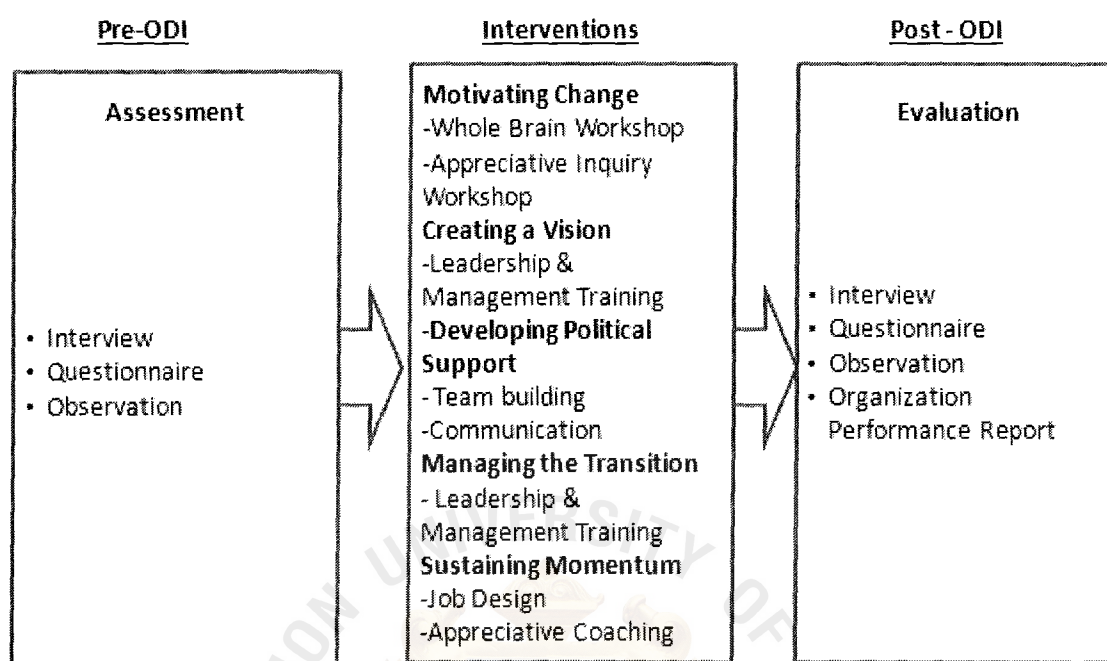 Pre-ODI
Interventions
Post - ODI
Assessment
• Interview
• Questionnaire
• Observation
Motivating Change
-Whole Brain Workshop
-Appreciative Inquiry
Workshop
Creating a Vision
-Leadership &
Management Training
-Developing Political
Support
- Team building
-Communication
Managing the Transition
- Leadership &
Management Training
Sustaining Momentum
-Job Design
-Appreciative Coaching
Evaluation
• Interview
• Questionnaire
• Observation
• Organization
Performance Report
UNIVERSITY OF